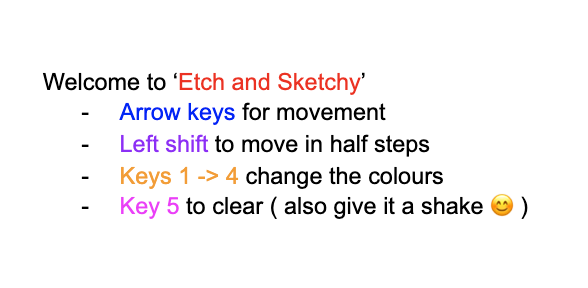 Welcome to ‘Etch and Sketchy’
- Arrow keys for movement
- Left shift to move in half steps
- Keys 1 -> 4 change the colours
- Key 5 to clear ( also give it a shake 😊 )